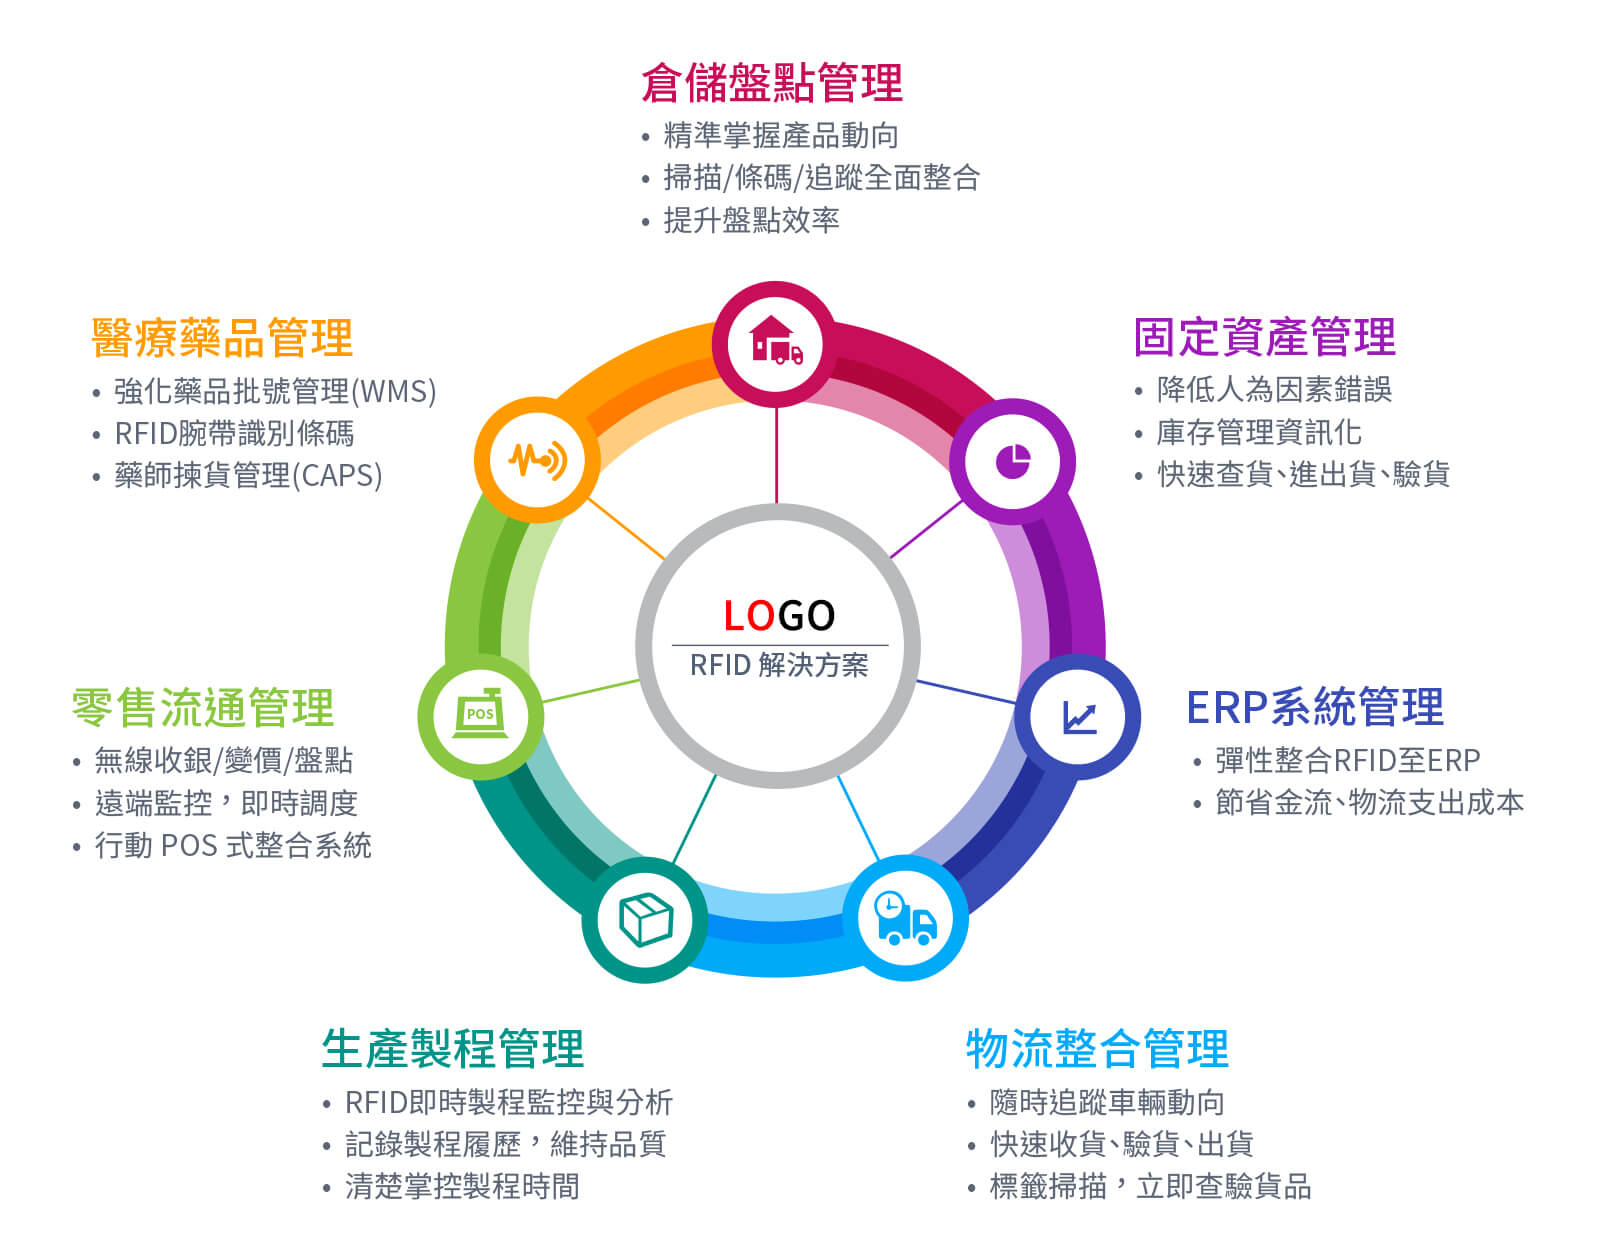 倉儲盤點管理
• 精準掌握產品動向
• 掃描/條碼/追蹤全面整合
• 提升盤點效率
醫療藥品管理
• 強化藥品批號管理(WMS)
• RFID腕帶識別條碼
• 藥師揀貨管理(CAPS)
固定資產管理
• 降低人為因素錯誤
• 庫存管理資訊化
• 快速查貨、進出貨、驗貨
LOGO
RFID 解決方案
零售流通管理
• 無線收銀/變價/盤點
• 遠端監控，即時調度
• 行動 POS 式整合系統
POS
ERP系統管理
• 彈性整合RFID至ERP
• 節省金流、物流支出成本
生產製程管理
• RFID即時製程監控與分析
• 記錄製程履歷，維持品質
• 清楚掌控製程時間
物流整合管理
• 隨時追蹤車輛動向
• 快速收貨、驗貨、出貨
• 標籤掃描，立即查驗貨品